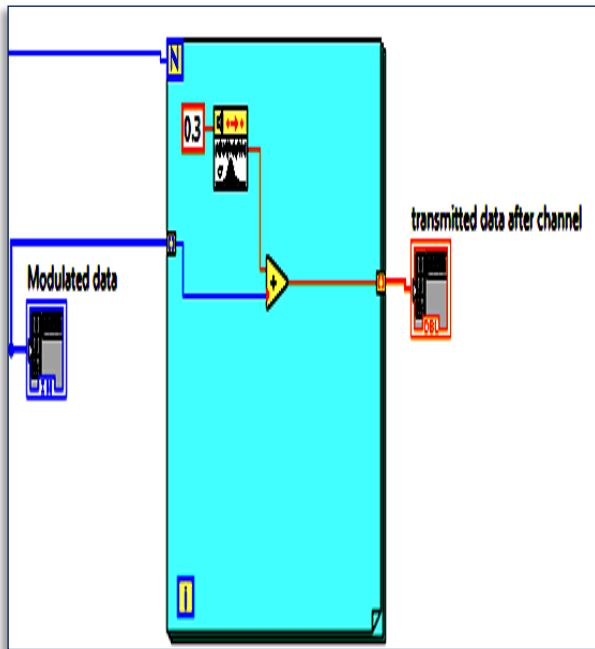 N
0.3
σ
transmitted data after channel
Modulated data
+
DBL
i